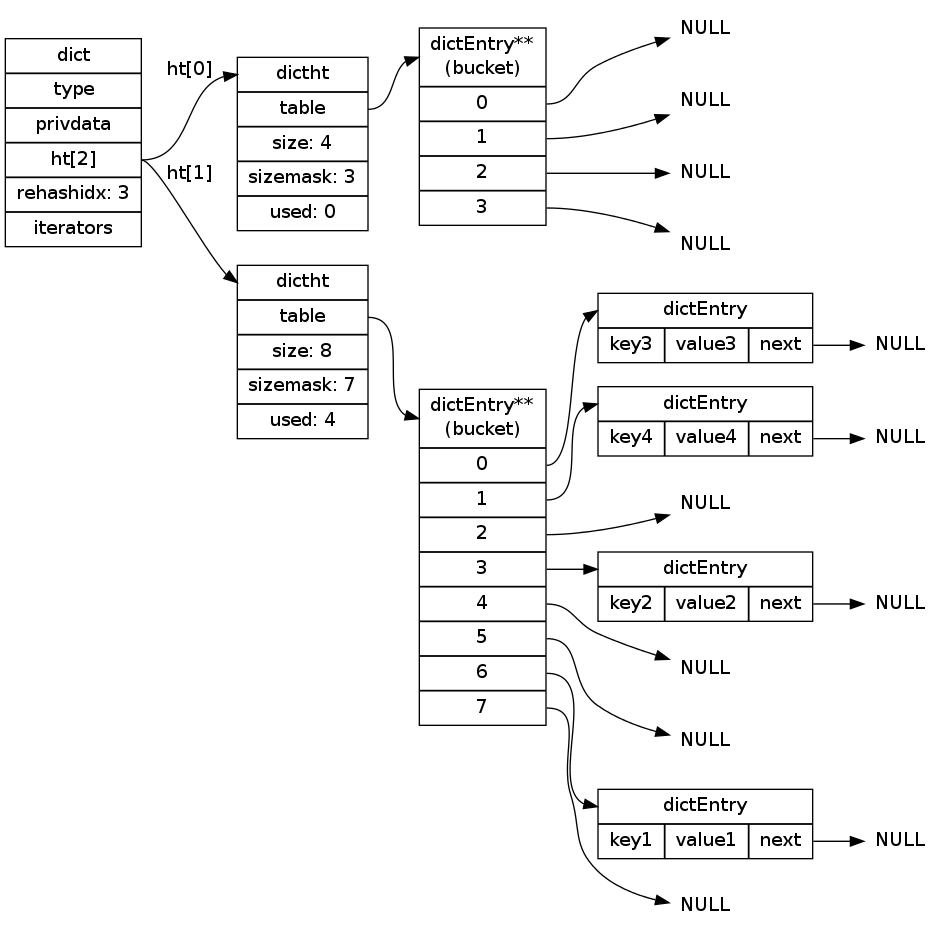 dict
type
privdata
ht[2]
rehashidx: 3
iterators
ht[0]
ht[1]
dictht
table
size: 4
sizemask: 3
used: 0
dictEntry**
(bucket)
0
1
2
3
NULL
NULL
NULL
NULL
dictht
table
size: 8
sizemask: 7
used: 4
dictEntry**
(bucket)
0
1
2
3
4
5
6
7
dictEntry
key3 value3 next NULL
dictEntry
key4 value4 next NULL
NULL
dictEntry
key2 value2 next NULL
NULL
NULL
dictEntry
key1 value1 next NULL
NULL